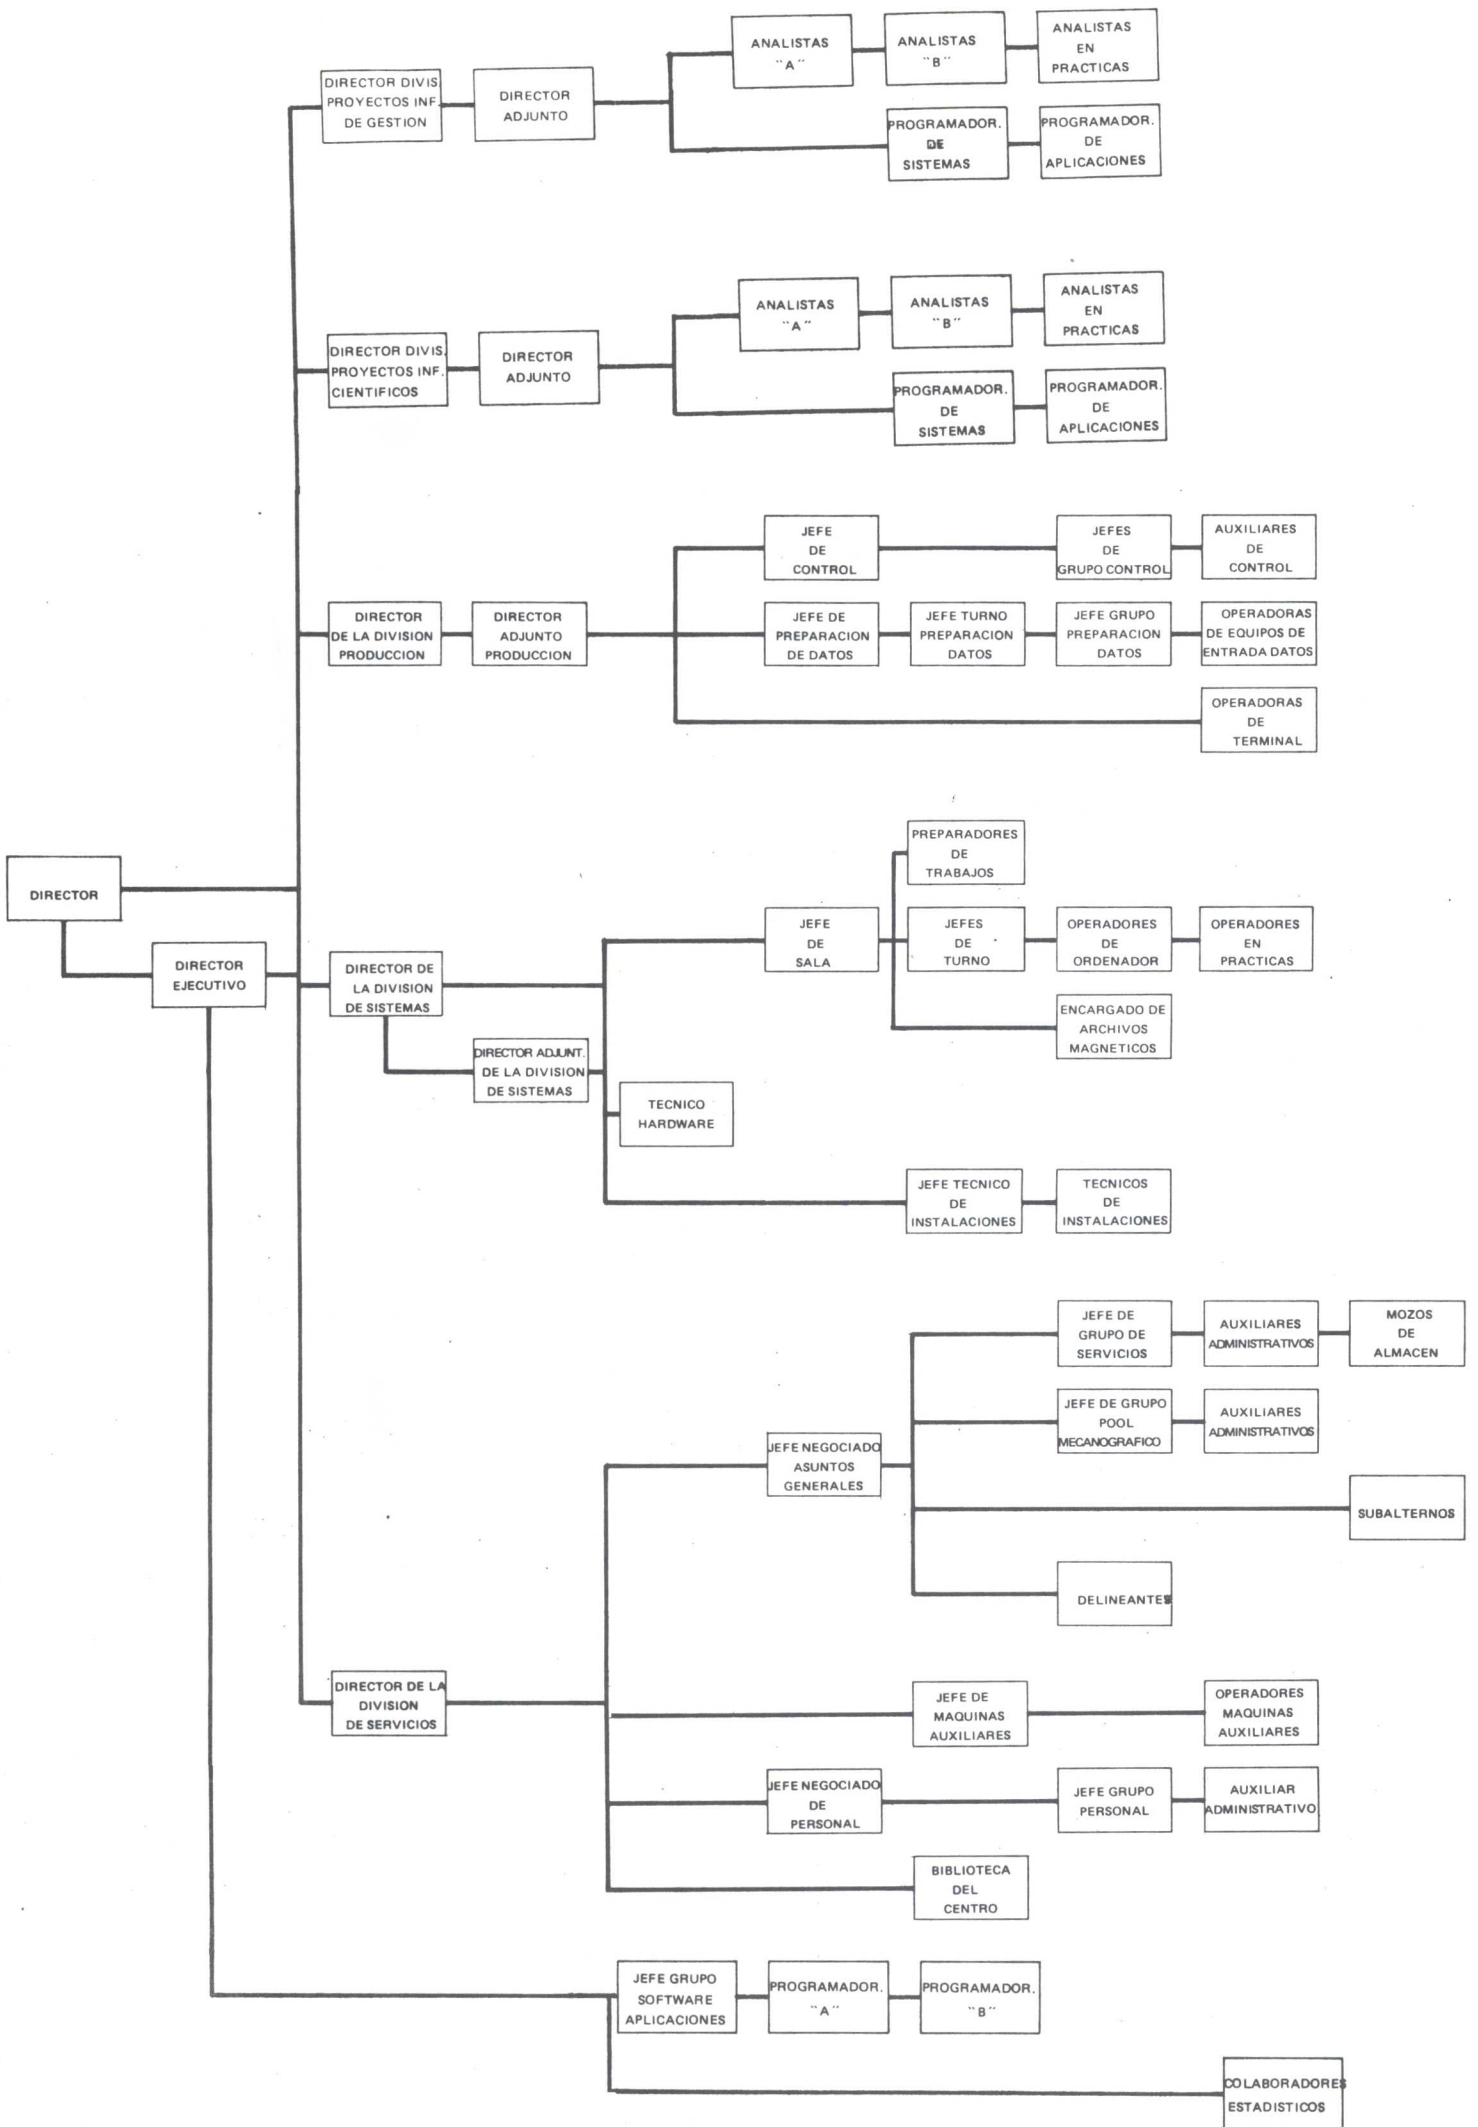 ANALISTAS
"A"
ANALISTAS
"B"
ANALISTAS
EN
PRACTICAS
DIRECTOR DIVIS.
PROYECTOS INF.
DE GESTION
DIRECTOR
ADJUNTO
PROGRAMADOR.
DE
SISTEMAS
PROGRAMADOR.
DE
APLICACIONES
ANALISTAS
"A"
ANALISTAS
"B"
ANALISTAS
EN
PRACTICAS
DIRECTOR DIVIS.
PROYECTOS INF.
CIENTIFICOS
DIRECTOR
ADJUNTO
PROGRAMADOR.
DE
SISTEMAS
PROGRAMADOR.
DE
APLICACIONES
JEFE
DE
CONTROL
JEFES
DE
GRUPO CONTROL
AUXILIARES
DE
CONTROL
DIRECTOR
DE LA DIVISION
PRODUCCION
DIRECTOR
ADJUNTO
PRODUCCION
JEFE DE
PREPARACION
DE DATOS
JEFE TURNO
PREPARACION
DATOS
JEFE GRUPO
PREPARACION
DATOS
OPERADORAS
DE EQUIPOS DE
ENTRADA DATOS
OPERADORAS
DE
TERMINAL
DIRECTOR
DIRECTOR
EJECUTIVO
PREPARADORES
DE
TRABAJOS
JEFE
DE
SALA
JEFES
DE
TURNO
OPERADORES
DE
ORDENADOR
OPERADORES
EN
PRACTICAS
DIRECTOR DE
LA DIVISION
DE SISTEMAS
ENCARGADO DE
ARCHIVOS
MAGNETICOS
DIRECTOR ADJUNT.
DE LA DIVISION
DE SISTEMAS
TECNICO
HARDWARE
JEFE TECNICO
DE
INSTALACIONES
TECNICOS
DE
INSTALACIONES
JEFE DE
GRUPO DE
SERVICIOS
AUXILIARES
ADMINISTRATIVOS
MOZOS
DE
ALMACEN
JEFE DE GRUPO
POOL
MECANOGRAFICO
AUXILIARES
ADMINISTRATIVOS
JEFE NEGOCIADO
ASUNTOS
GENERALES
SUBALTERNOS
DELINEANTES
DIRECTOR DE LA
DIVISION
DE SERVICIOS
JEFE DE
MAQUINAS
AUXILIARES
OPERADORES
MAQUINAS
AUXILIARES
JEFE NEGOCIADO
DE
PERSONAL
JEFE GRUPO
PERSONAL
AUXILIAR
ADMINISTRATIVO
BIBLIOTECA
DEL
CENTRO
JEFE GRUPO
SOFTWARE
APLICACIONES
PROGRAMADOR.
"A"
PROGRAMADOR.
"B"
COLABORADORES
ESTADISTICOS